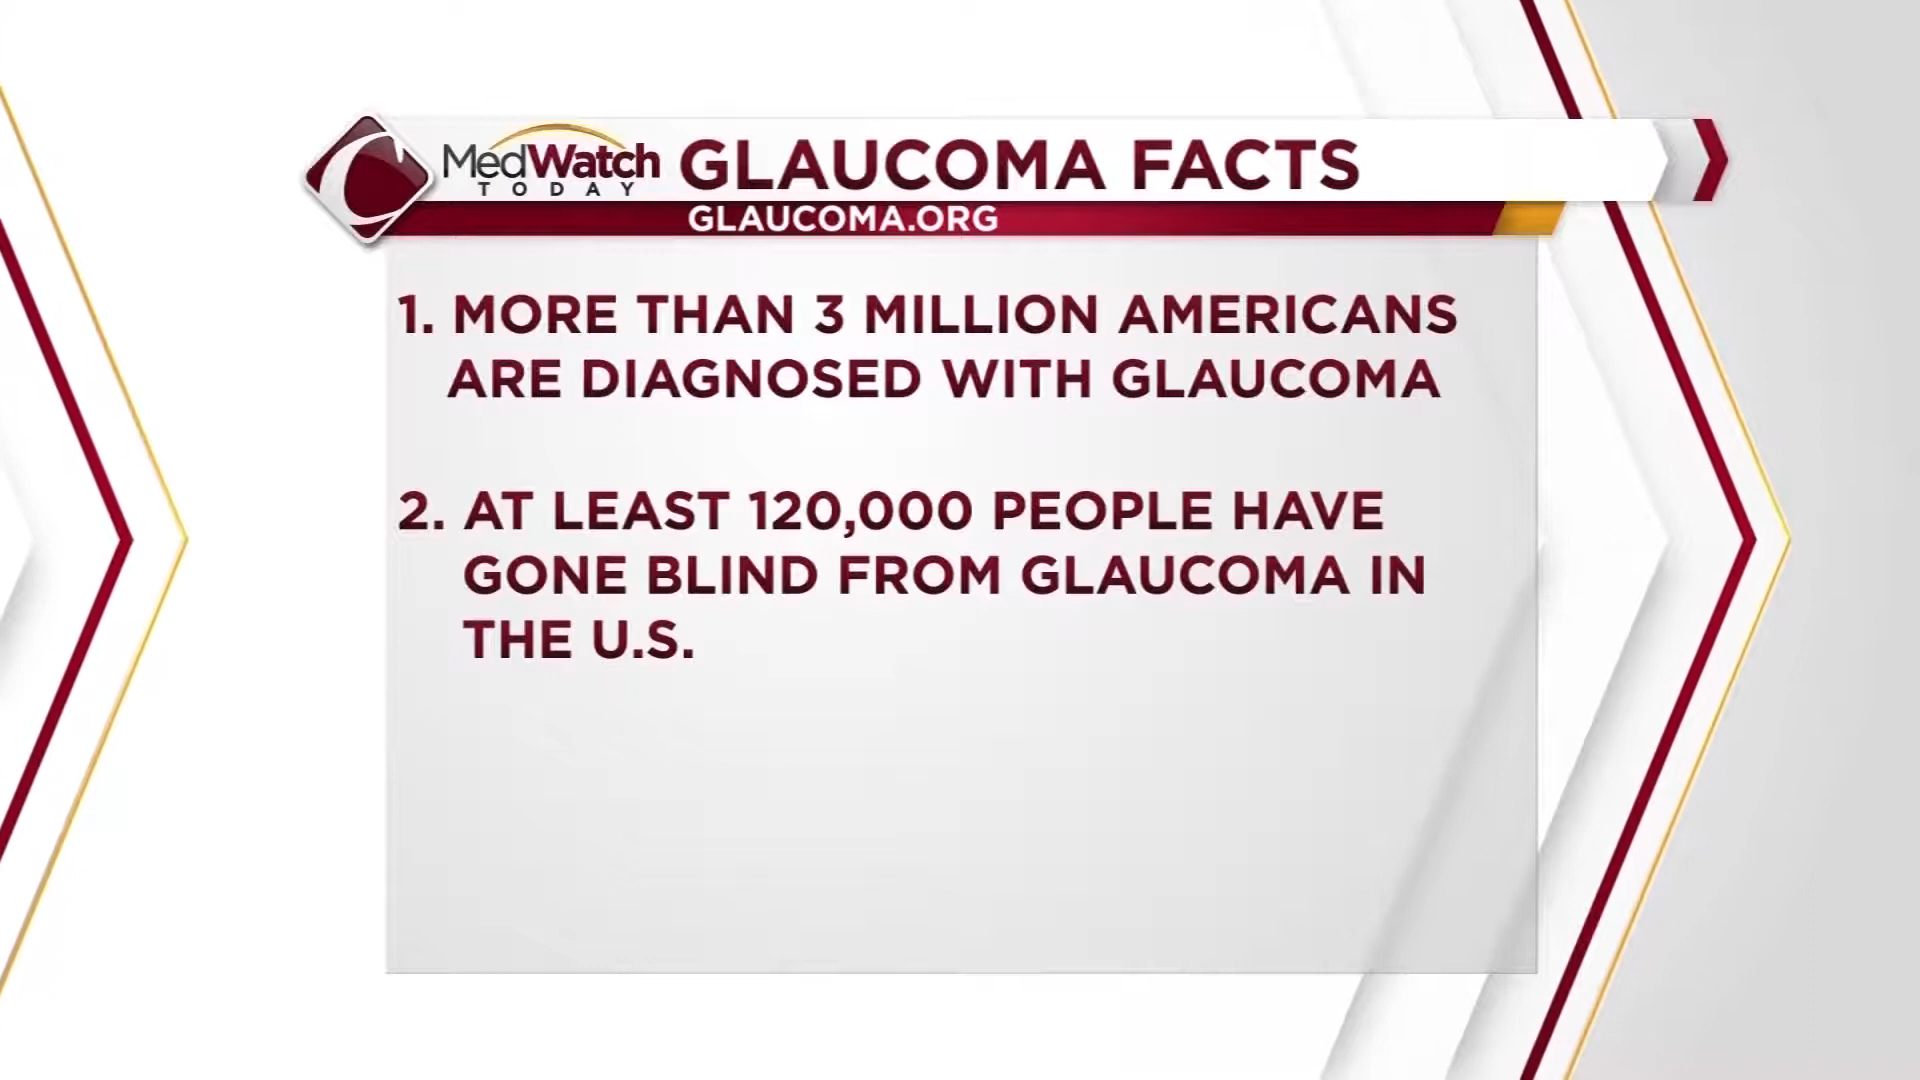 MedWatch
TODAY
GLAUCOMA FACTS
GLAUCOMA.ORG
1. MORE THAN 3 MILLION AMERICANS
ARE DIAGNOSED WITH GLAUCOMA
2. AT LEAST 120,000 PEOPLE HAVE
GONE BLIND FROM GLAUCOMA IN
THE U.S.